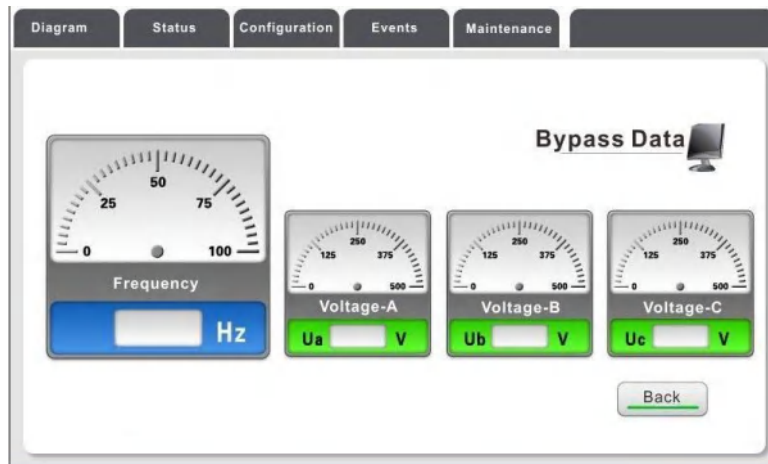 Diagram
Status
Configuration
Events
Maintenance
Bypass Data
50
25 75
0 100
Frequency
Hz
250
125 375
0 500
Voltage-A
Ua V
250
125 375
0 500
Voltage-B
Ub V
250
125 375
0 500
Voltage-C
Uc V
Back